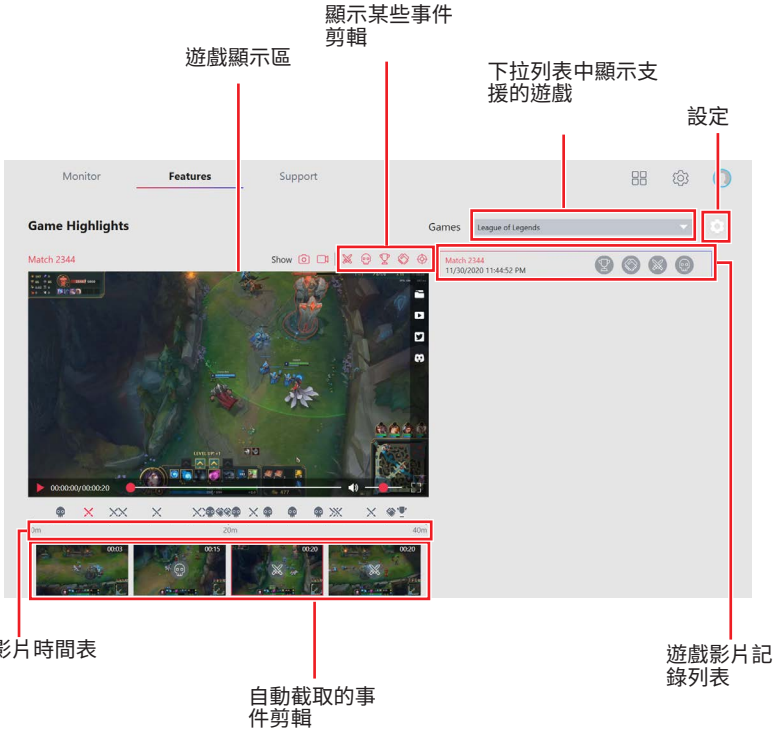 顯示某些事件
剪輯
遊戲顯示區
下拉列表中顯示支
援的遊戲
設定
Monitor
Features
Support
Game Highlights
Games
League of Legends
Match 2344
Show
Match 2344
11/30/2020 11:44:52 PM
LEVEL UP! +1
00:00:00/00:00:20
0m
20m
40m
00:03
00:15
00:20
00:20
影片時間表
遊戲影片記
錄列表
自動截取的事
件剪輯